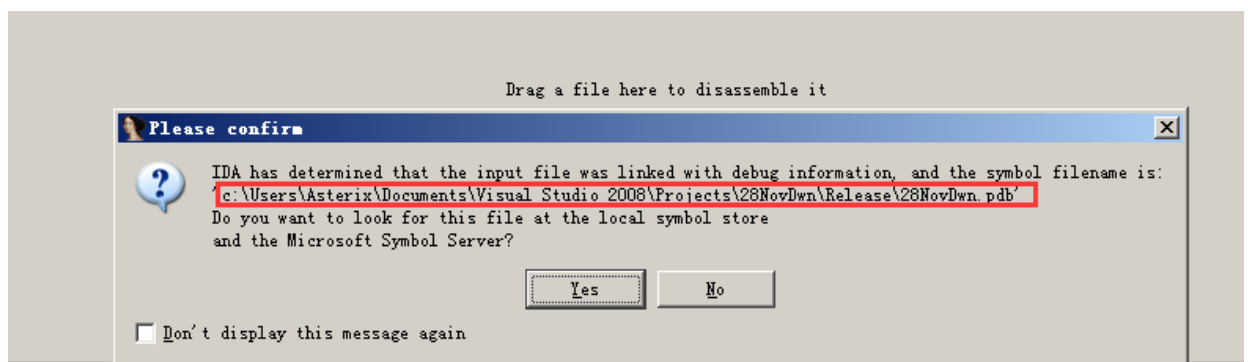 Drag a file here to disassemble it
Please confirm
IDA has determined that the input file was linked with debug information, and the symbol filename is:
'c:\Users\Asterix\Documents\Visual Studio 2008\Projects\28NovDwn\Release\28NovDwn.pdb'
Do you want to look for this file at the local symbol store
and the Microsoft Symbol Server?
Yes No
Don't display this message again